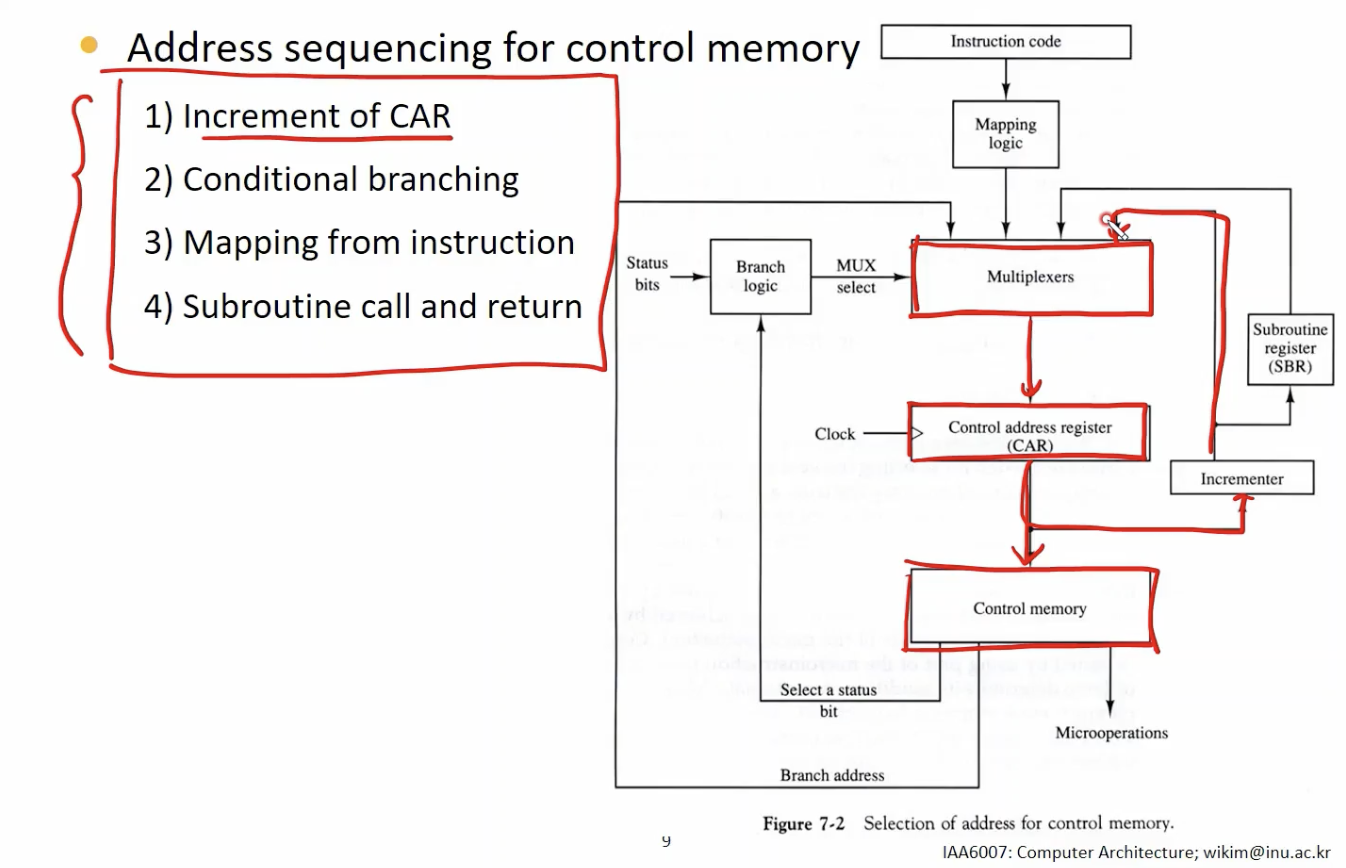 Address sequencing for control memory
1) Increment of CAR
2) Conditional branching
3) Mapping from instruction
4) Subroutine call and return
Instruction code
Mapping
logic
Status
bits
Branch
logic
MUX
select
Multiplexers
Subroutine
register
(SBR)
Clock
Control address register
(CAR)
Incrementer
Control memory
Select a status
bit
Microoperations
Branch address
Figure 7-2 Selection of address for control memory.
9
IAA6007: Computer Architecture; wikim@inu.ac.kr